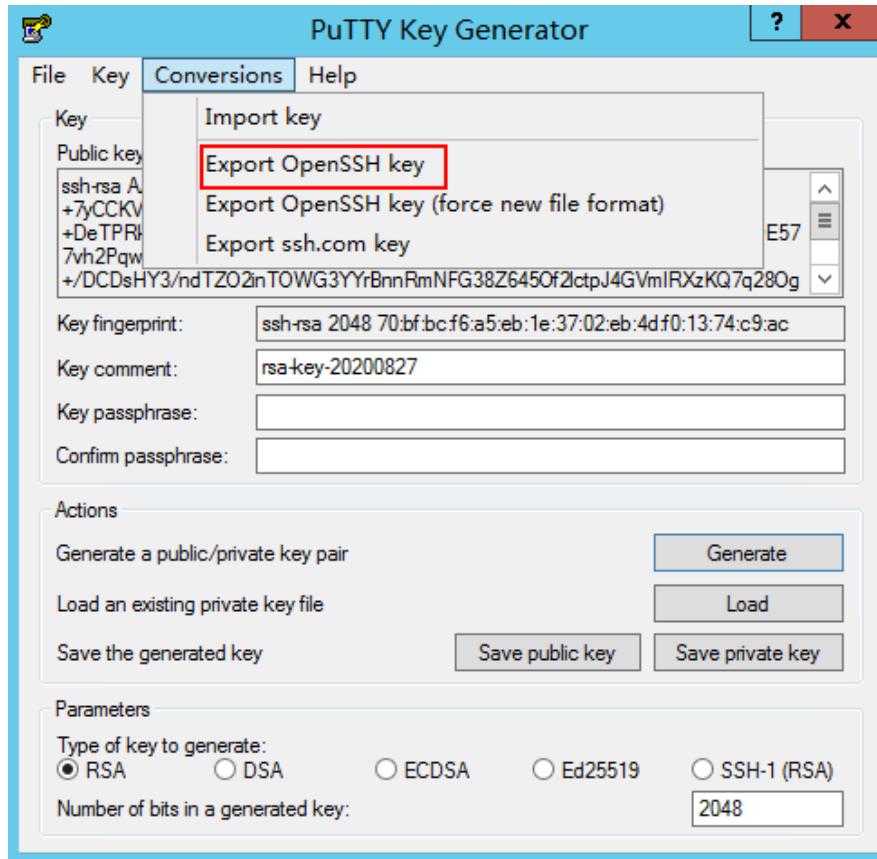 PuTTY Key Generator
? x
File Key Conversions Help
Import key
Export OpenSSH key
Export OpenSSH key (force new file format)
Export ssh.com key
Key
Public key
ssh-rsa A
+7yCCKV
+DeTPRH E57
7vh2Pqw
+/DCDsHY3/ndTZO2inTOWG3YYrBnnRmNFG38Z645Of2IctpJ4GVmIRXzKQ7q28Og
Key fingerprint: ssh-rsa 2048 70:bf:bc:f6:a5:eb:1e:37:02:eb:4d:f0:13:74:c9:ac
Key comment: rsa-key-20200827
Key passphrase:
Confirm passphrase:
Actions
Generate a public/private key pair Generate
Load an existing private key file Load
Save the generated key Save public key Save private key
Parameters
Type of key to generate:
RSA DSA ECDSA Ed25519 SSH-1 (RSA)
Number of bits in a generated key: 2048